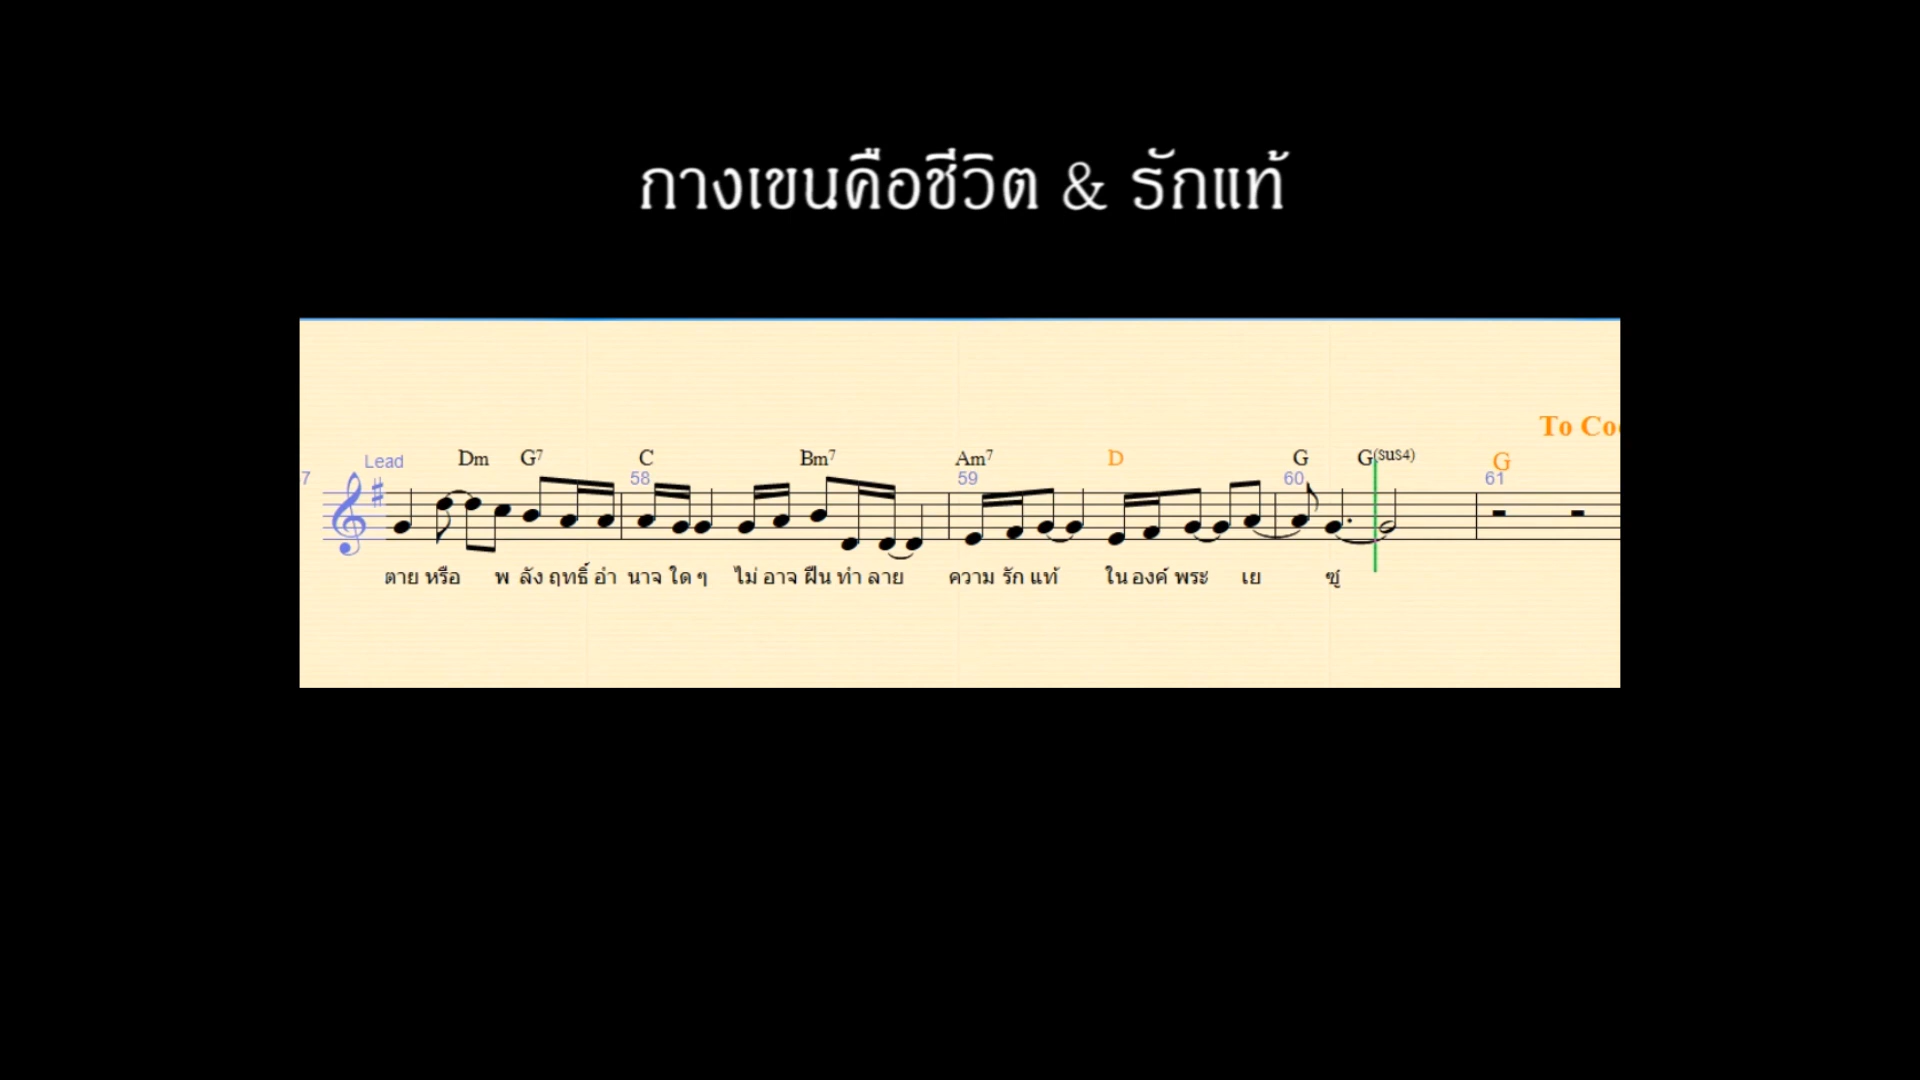 กางเขนคือชีวิต & รักแท้
To Co
Lead Dm G7 C Bm7 Am7 D G G(sus4) G
7 58 59 60 61
ตาย หรือ พ ลัง ฤทธิ์ อำ นาจ ใด ๆ ไม่ อาจ ฝืน ทำ ลาย ความ รัก แท้ ใน องค์ พระ เย ซู